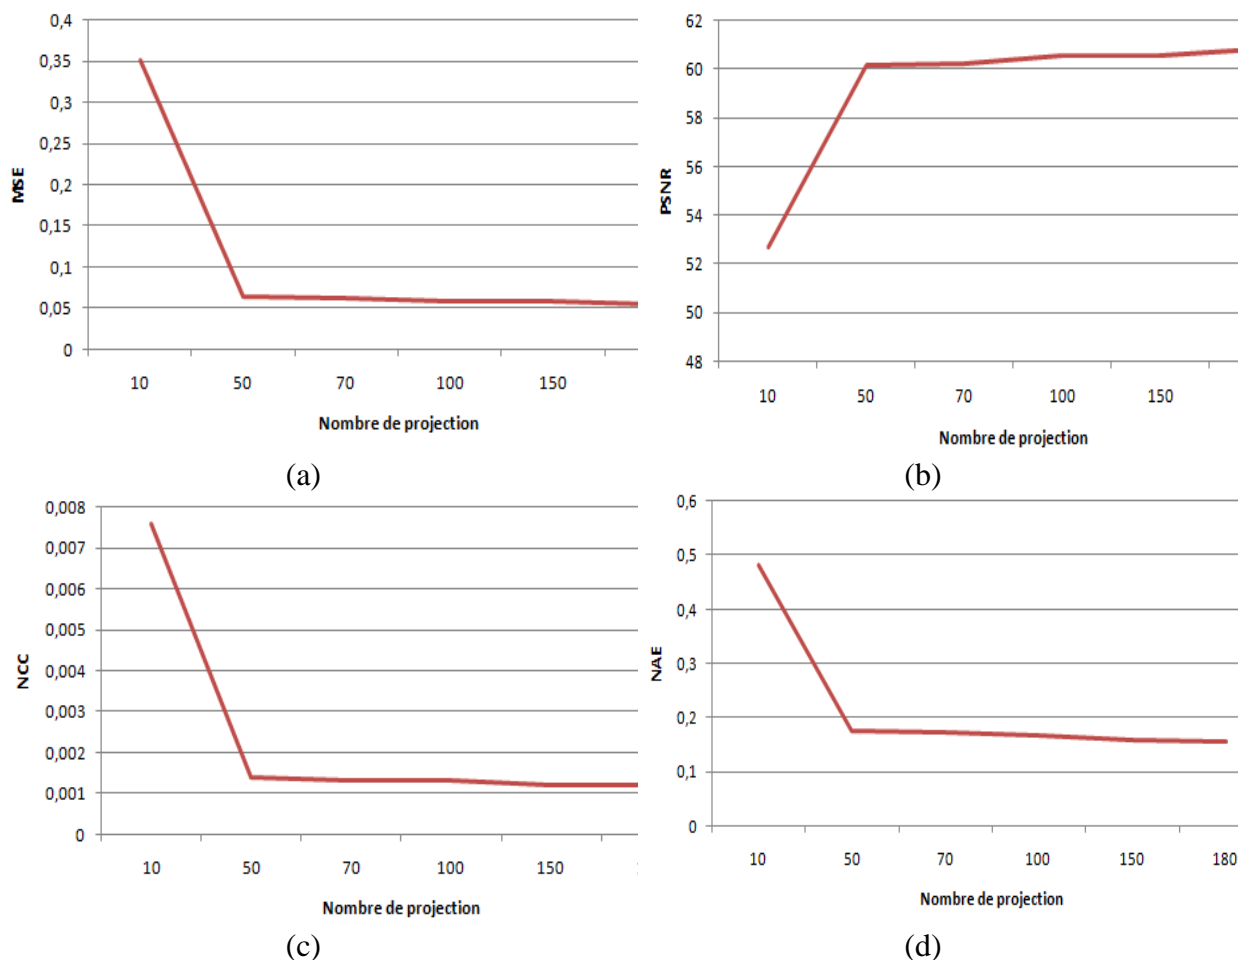 0,4
0,35
0,3
0,25
0,2
0,15
0,1
0,05
0
MSE
10 50 70 100 150
Nombre de projection
(a)
62
60
58
56
54
52
50
48
PSNR
10 50 70 100 150
Nombre de projection
(b)
0,008
0,007
0,006
0,005
0,004
0,003
0,002
0,001
0
NCC
10 50 70 100 150
Nombre de projection
(c)
0,6
0,5
0,4
0,3
0,2
0,1
0
NAE
10 50 70 100 150 180
Nombre de projection
(d)